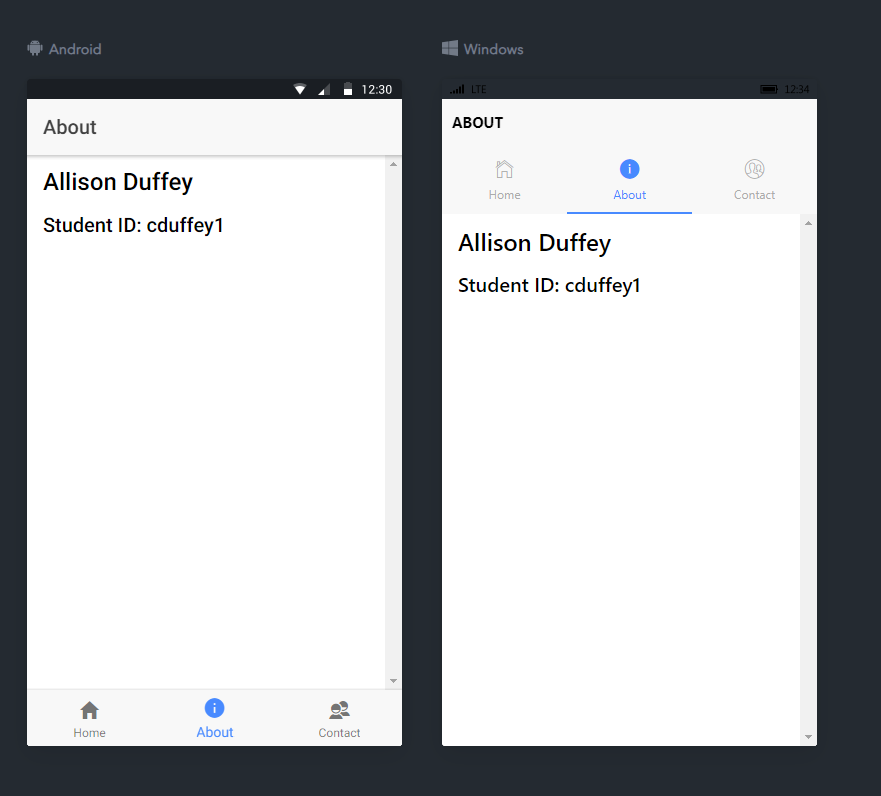 Android
12:30
About
Allison Duffey
Student ID: cduffey1
Home About Contact
Windows
LTE 12:34
ABOUT
Home About Contact
Allison Duffey
Student ID: cduffey1